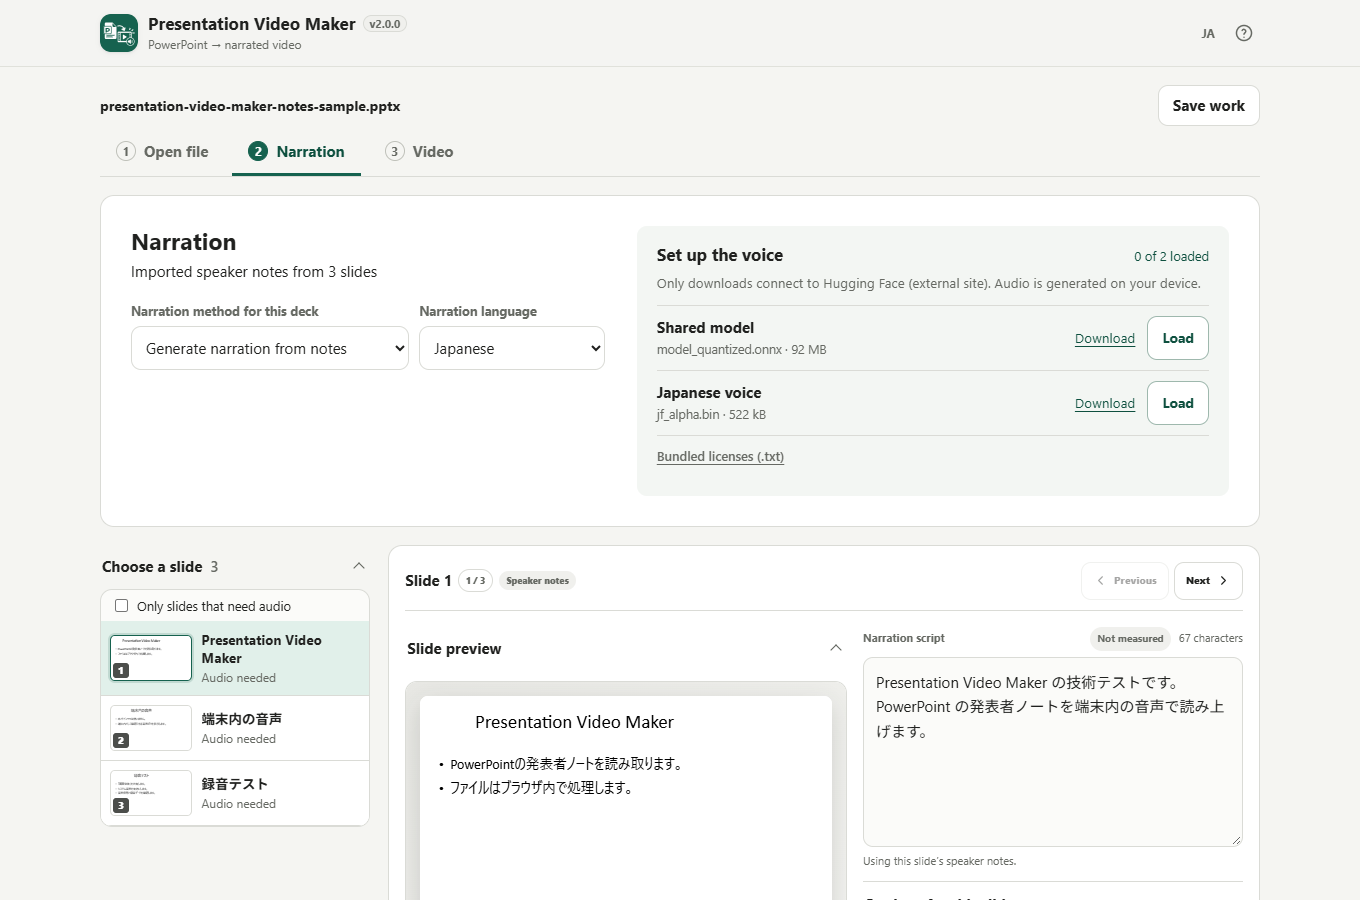 Presentation Video Maker v2.0.0
PowerPoint → narrated video
JA
?
presentation-video-maker-notes-sample.pptx
Save work
1 Open file
2 Narration
3 Video
Narration
Imported speaker notes from 3 slides
Narration method for this deck
Generate narration from notes
Narration language
Japanese
Set up the voice
0 of 2 loaded
Only downloads connect to Hugging Face (external site). Audio is generated on your device.
Shared model
model_quantized.onnx · 92 MB
Download
Load
Japanese voice
jf_alpha.bin · 522 kB
Download
Load
Bundled licenses (.txt)
Choose a slide 3
Only slides that need audio
1
Presentation Video
Maker
Audio needed
2
端末内の音声
Audio needed
3
録音テスト
Audio needed
Slide 1
1 / 3
Speaker notes
Previous
Next
Slide preview
Presentation Video Maker
• PowerPointの発表者ノートを読み取ります。
• ファイルはブラウザ内で処理します。
Narration script
Not measured
67 characters
Presentation Video Maker の技術テストです。
PowerPoint の発表者ノートを端末内の音声で読み上
げます。
Using this slide's speaker notes.